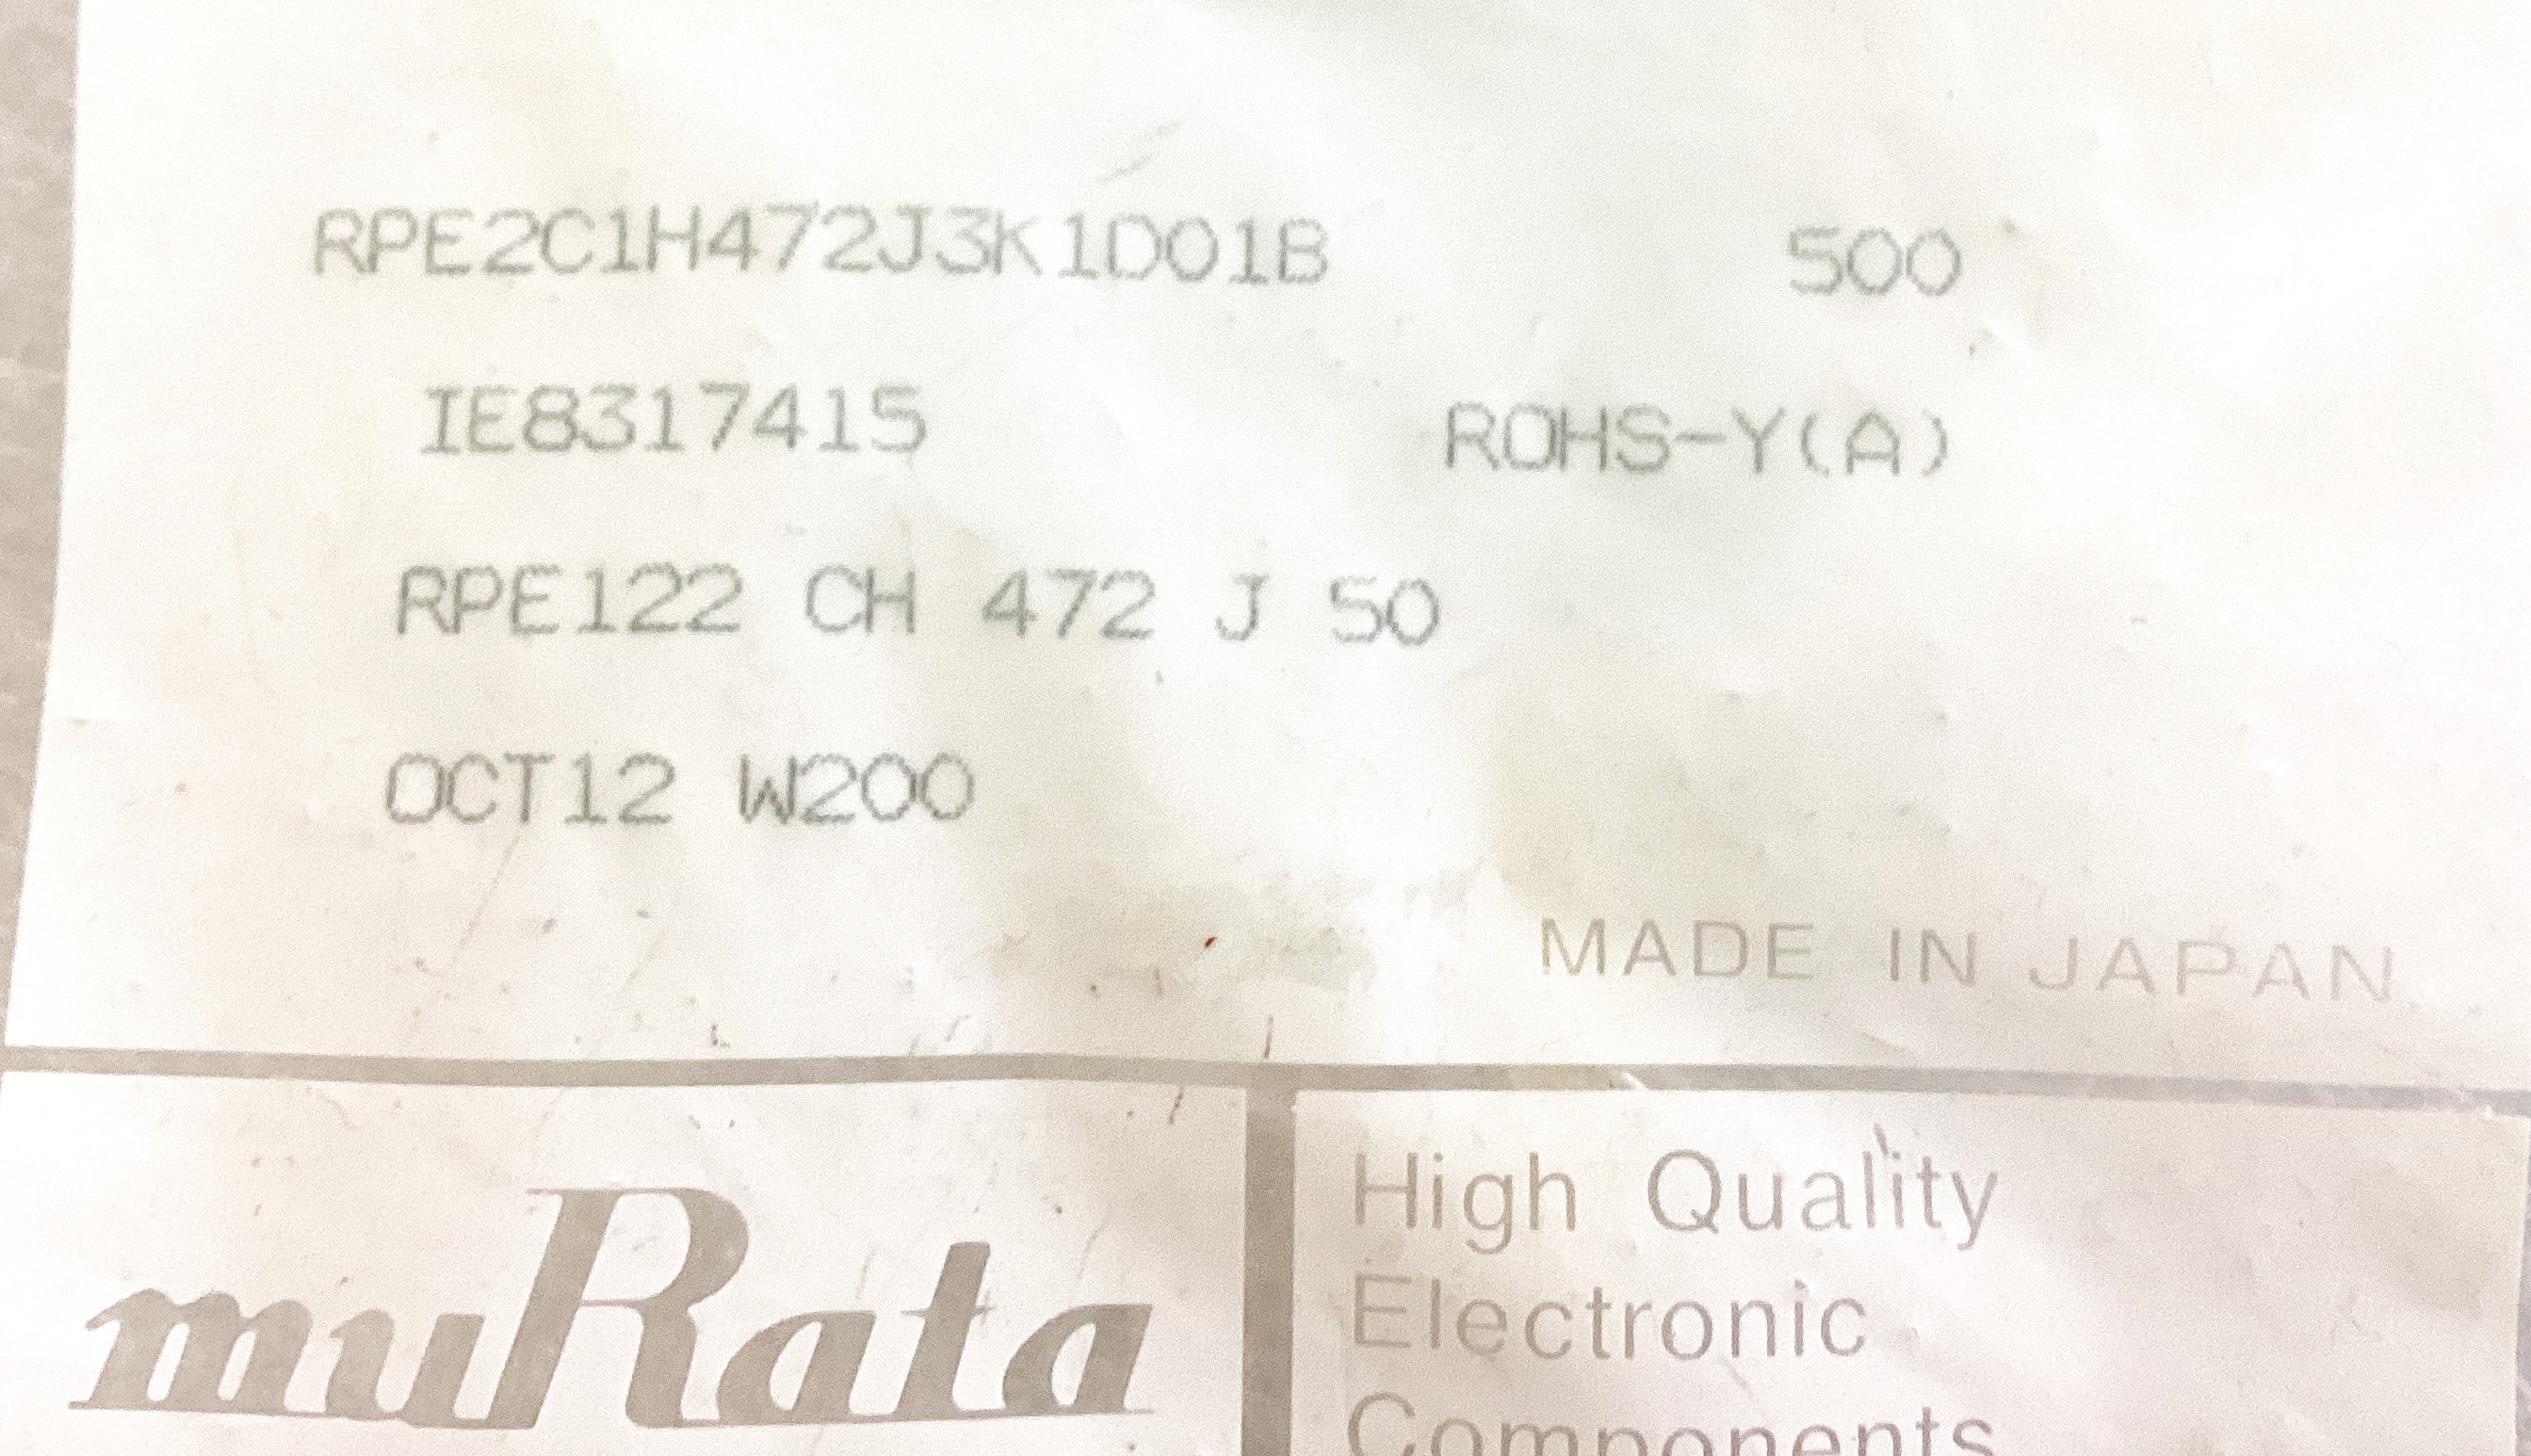 RPE2C1H472J3K1D01B 500
IE8317415 ROHS-Y(A)
RPE122 CH 472 J 50
OCT12 W200
MADE IN JAPAN
muRata
High Quality
Electronic
Components